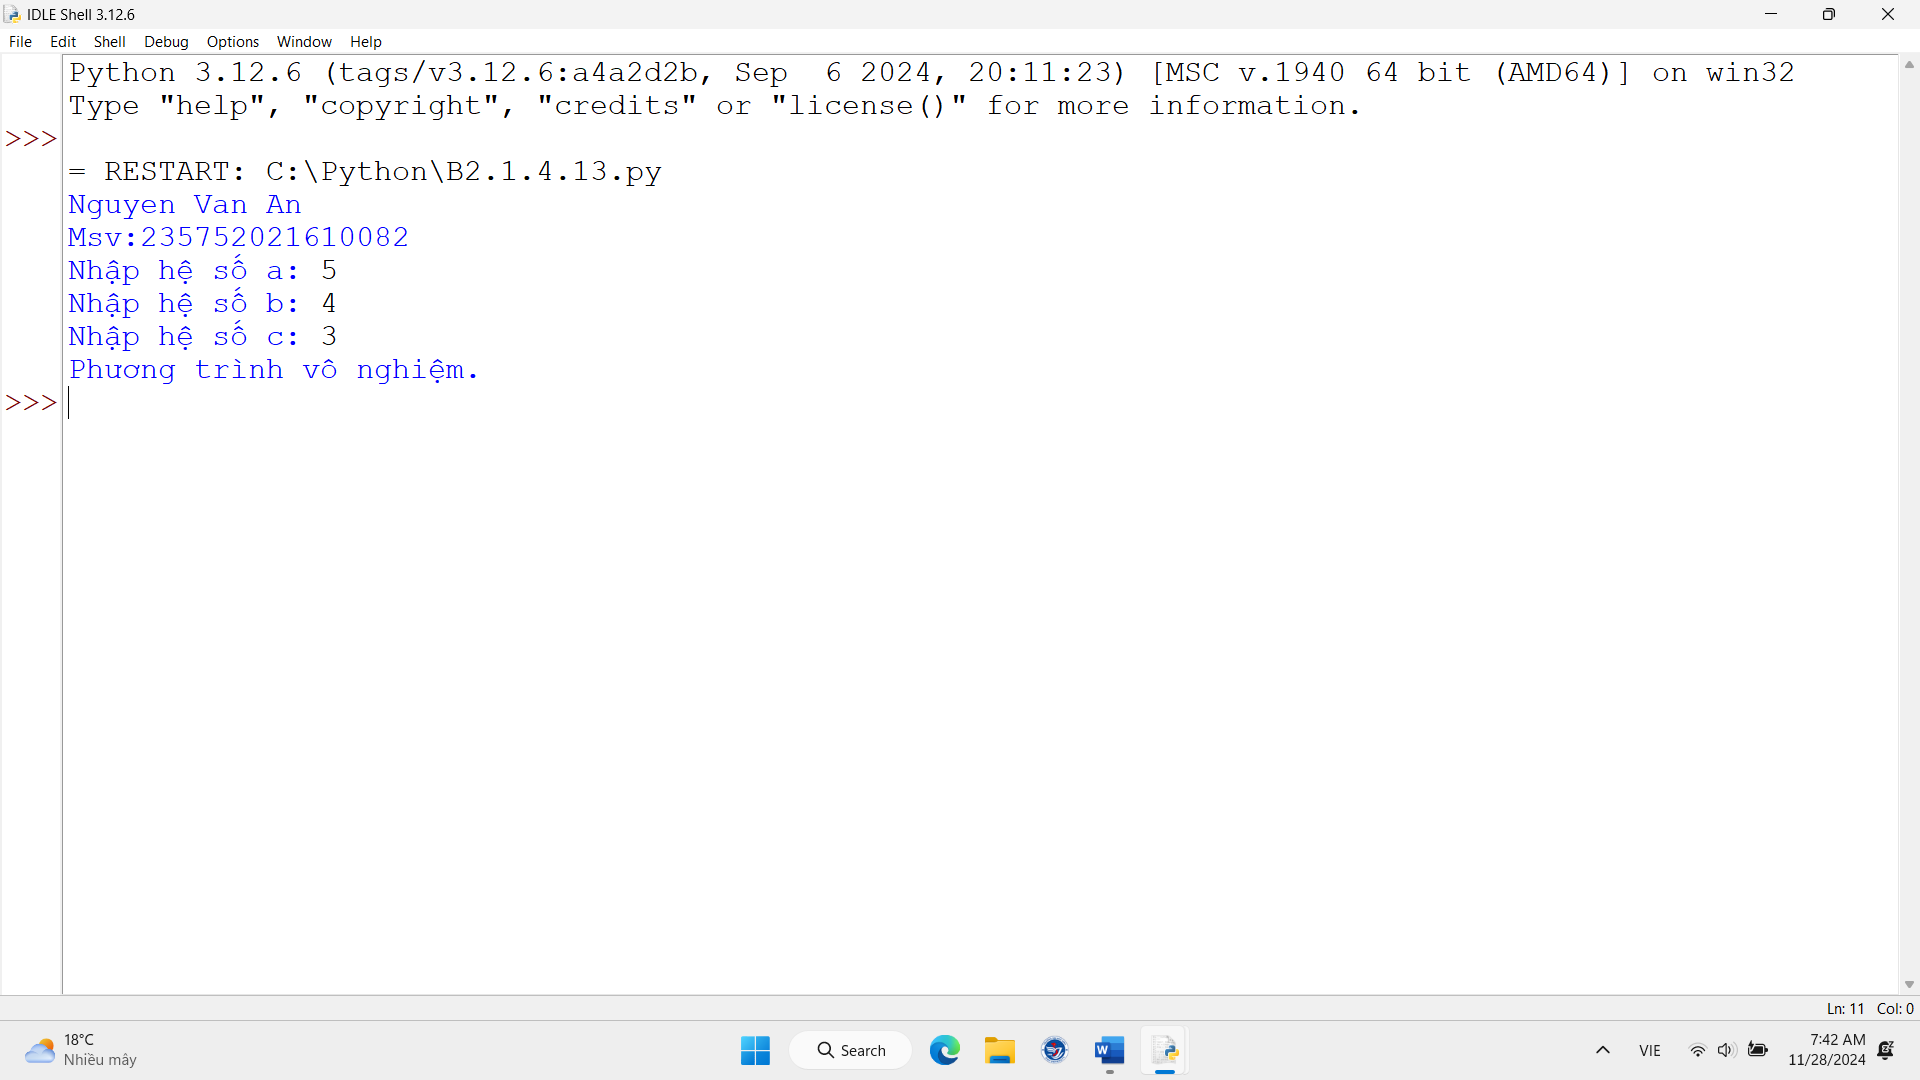 IDLE Shell 3.12.6
File Edit Shell Debug Options Window Help
Python 3.12.6 (tags/v3.12.6:a4a2d2b, Sep  6 2024, 20:11:23) [MSC v.1940 64 bit (AMD64)] on win32
Type "help", "copyright", "credits" or "license()" for more information.
>>>
= RESTART: C:\Python\B2.1.4.13.py
Nguyen Van An
Msv:235752021610082
Nhập hệ số a: 5
Nhập hệ số b: 4
Nhập hệ số c: 3
Phương trình vô nghiệm.
>>>
Ln: 11 Col: 0
18°C
Nhiều mây
Search
VIE
7:42 AM
11/28/2024